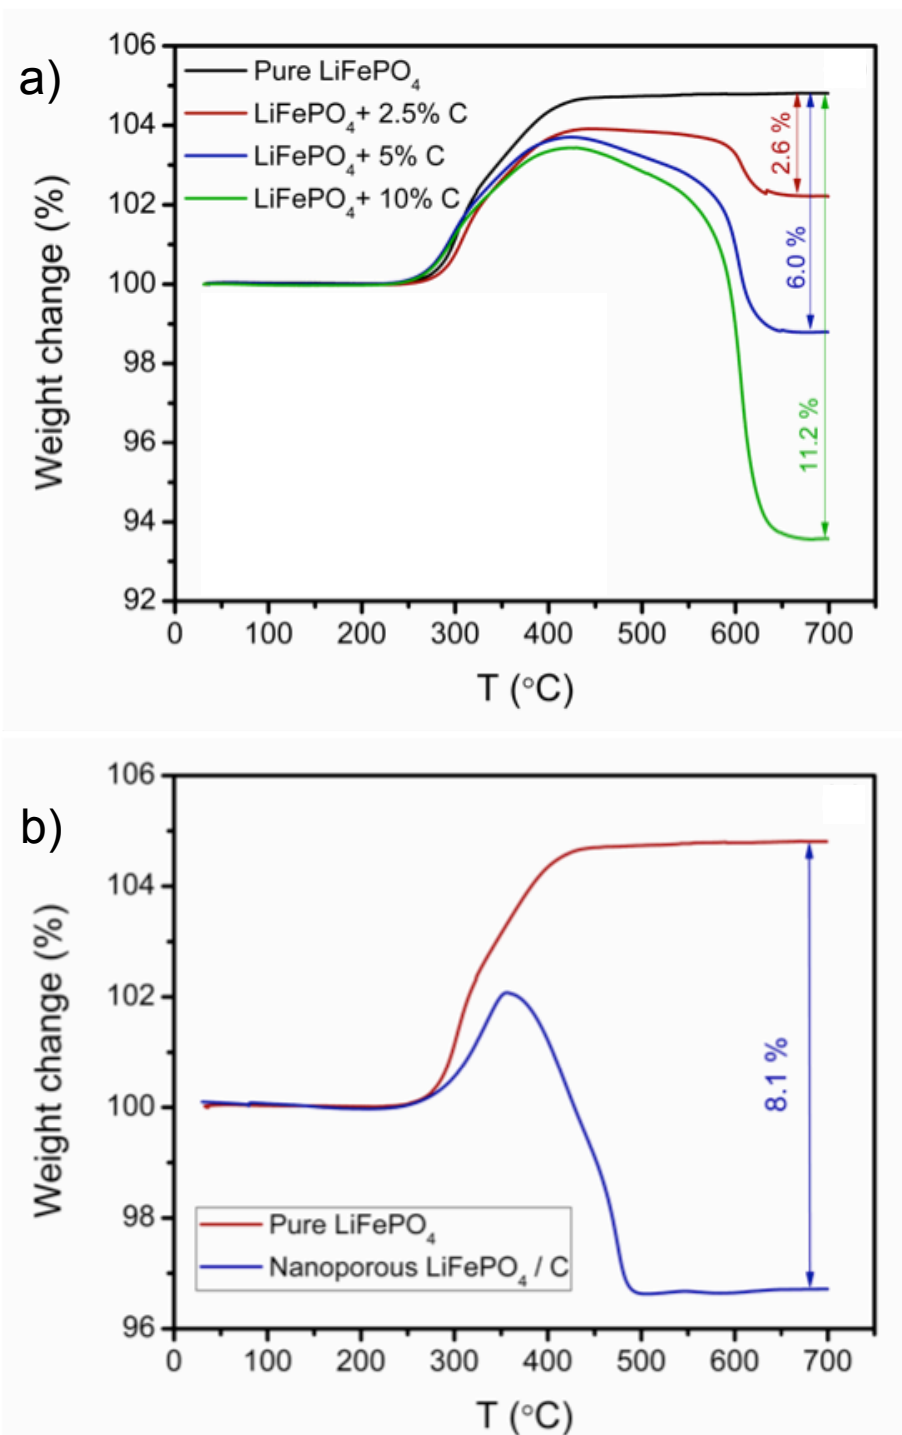 a)
106
104
102
100
98
96
94
92
Weight change (%)
Pure LiFePO₄
LiFePO₄+ 2.5% C
LiFePO₄+ 5% C
LiFePO₄+ 10% C
2.6 %
6.0 %
11.2 %
0 100 200 300 400 500 600 700
T (°C)
b)
106
104
102
100
98
96
Weight change (%)
8.1 %
Pure LiFePO₄
Nanoporous LiFePO₄ / C
0 100 200 300 400 500 600 700
T (°C)